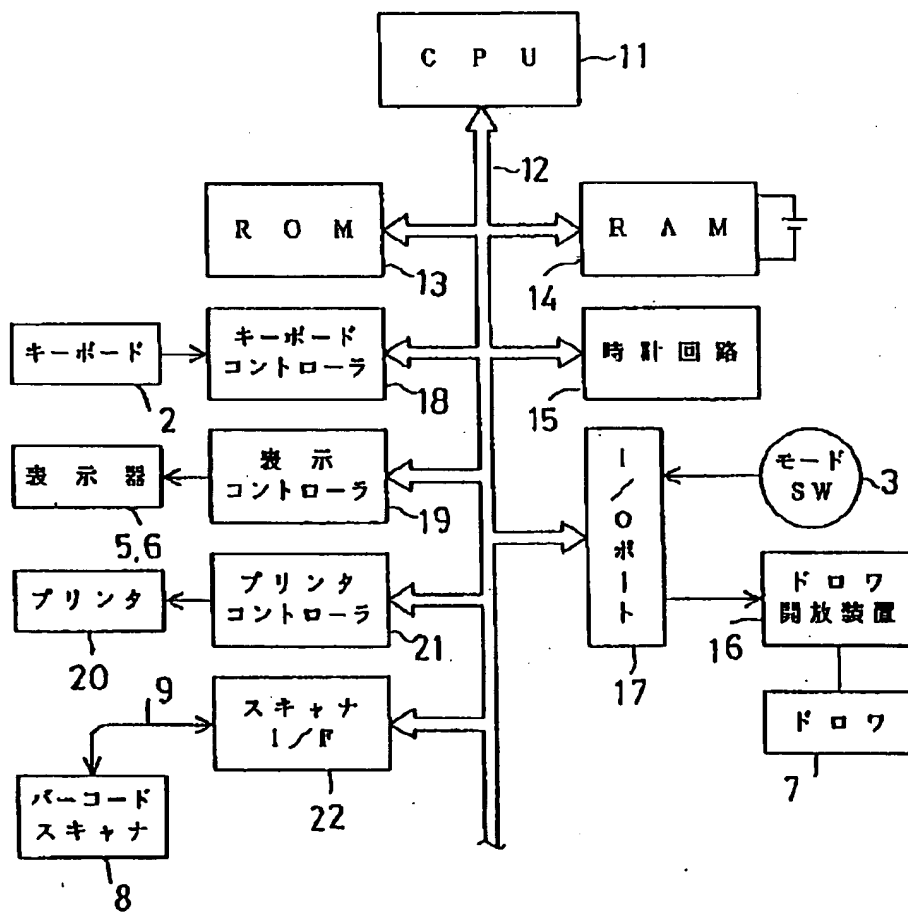 CPU
11
12
ROM
13
RAM
14
キーボード
2
キーボード
コントローラ
18
時計回路
15
表示器
5,6
表示
コントローラ
19
I/Oポート
17
モード
SW
3
プリンタ
20
プリンタ
コントローラ
21
ドロワ
開放装置
16
9
スキャナ
I/F
22
ドロワ
7
バーコード
スキャナ
8